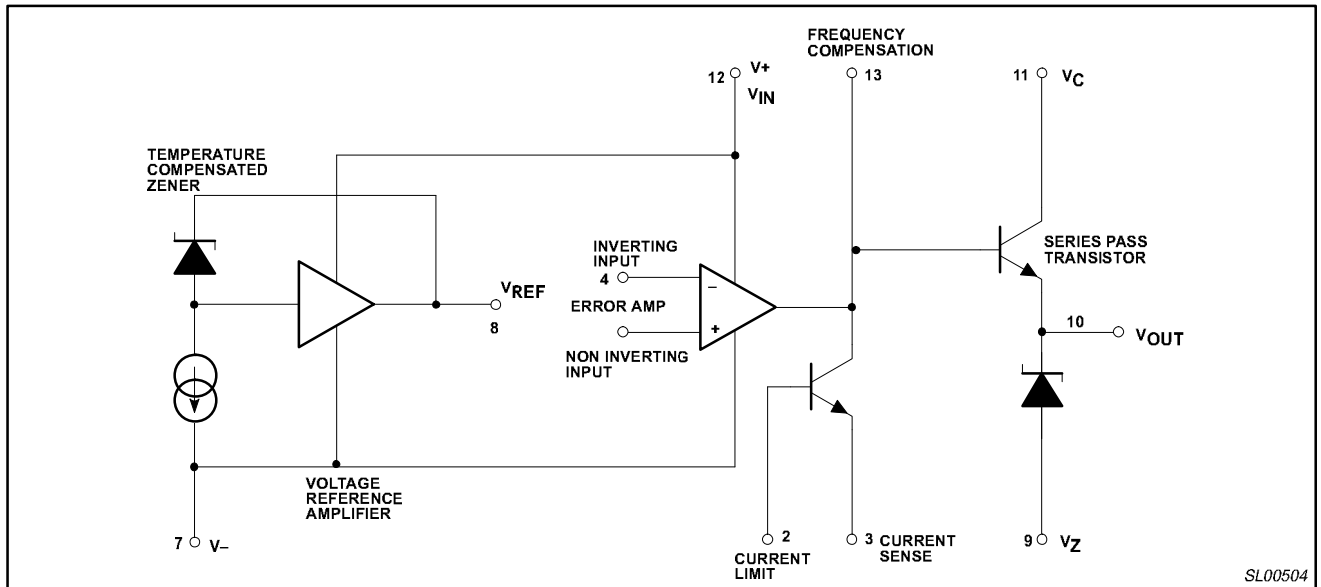 FREQUENCY
COMPENSATION
12
V+
VIN
13
11
VC
TEMPERATURE
COMPENSATED
ZENER
INVERTING
INPUT
4
SERIES PASS
TRANSISTOR
VREF
8
ERROR AMP
–
+
NON INVERTING
INPUT
10
VOUT
VOLTAGE
REFERENCE
AMPLIFIER
7
V–
2
CURRENT
LIMIT
3
CURRENT
SENSE
9
VZ
SL00504